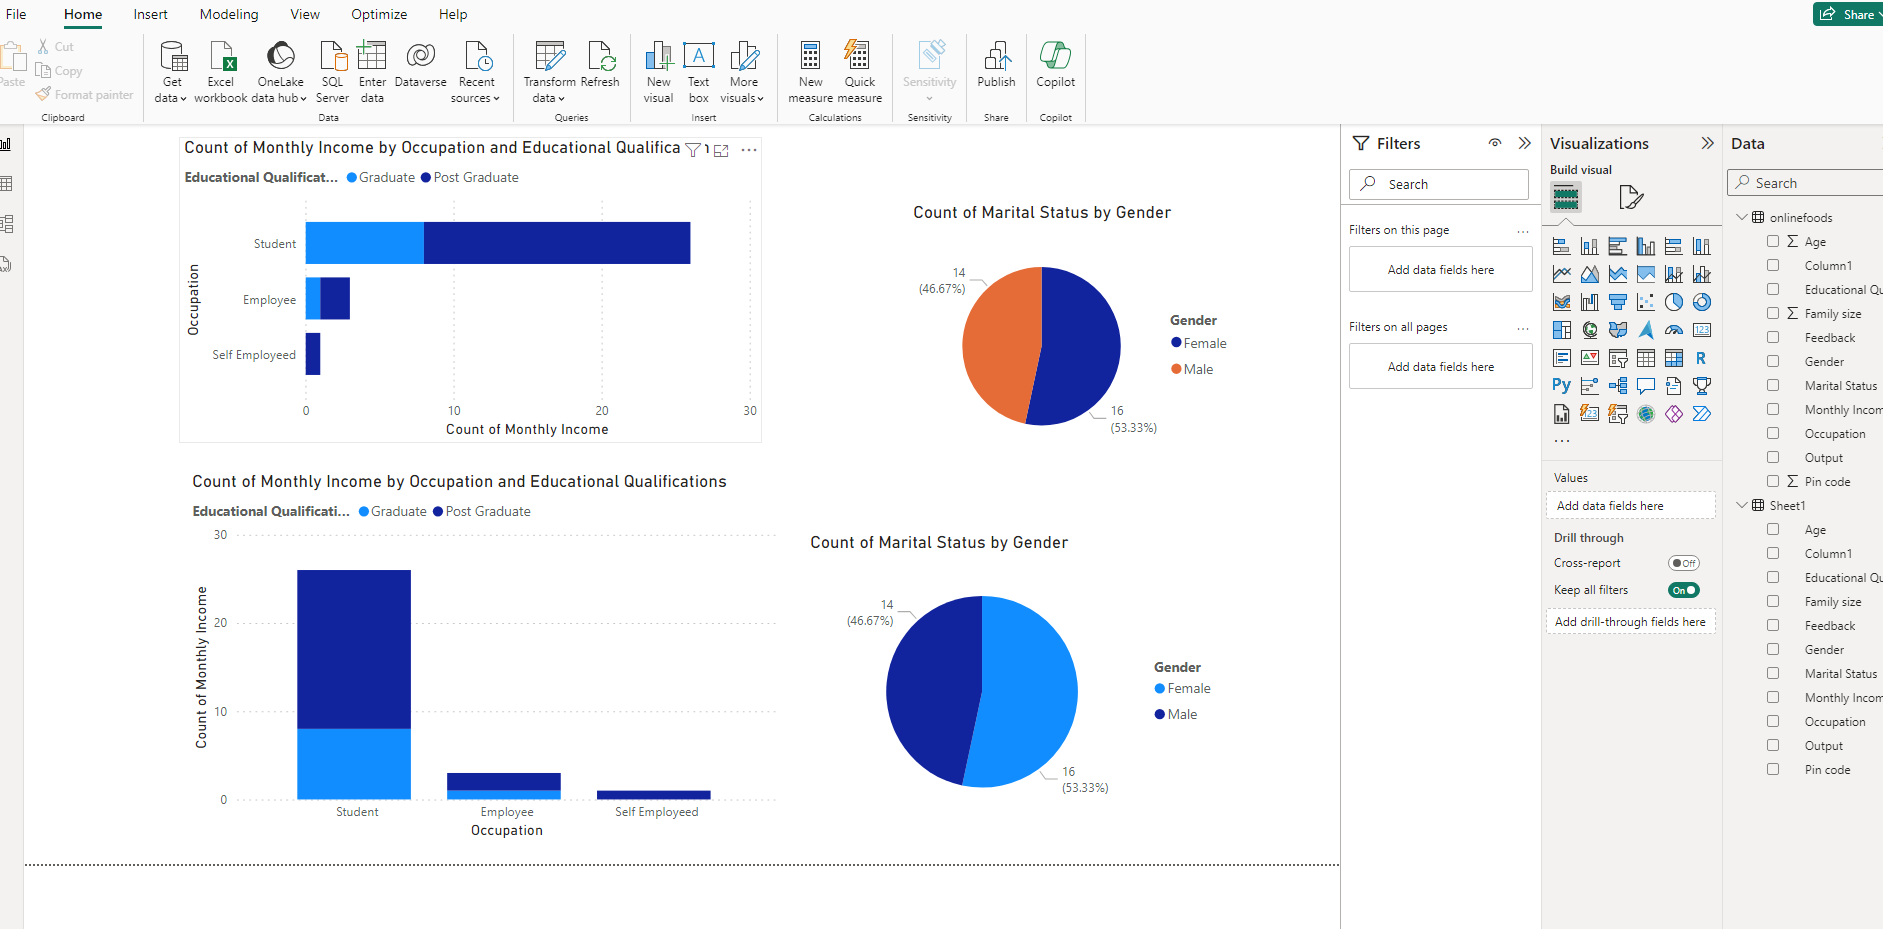 File Home Insert Modeling View Optimize Help
Share
Paste
Cut
Copy
Format painter
Clipboard
Get data
Excel workbook
OneLake data hub
SQL Server
Enter data
Dataverse
Recent sources
Data
Transform data
Refresh
Queries
New visual
A
Text box
More visuals
Insert
New measure
Quick measure
Calculations
Sensitivity
Sensitivity
Publish
Share
Copilot
Copilot
Count of Monthly Income by Occupation and Educational Qualifica
Educational Qualificat... Graduate Post Graduate
Occupation
Student
Employee
Self Employeed
0 10 20 30
Count of Monthly Income
Count of Marital Status by Gender
14
(46.67%)
16
(53.33%)
Gender
Female
Male
Count of Monthly Income by Occupation and Educational Qualifications
Educational Qualificati... Graduate Post Graduate
Count of Monthly Income
30
20
10
0
Student Employee Self Employeed
Occupation
Count of Marital Status by Gender
14
(46.67%)
16
(53.33%)
Gender
Female
Male
Filters
Search
Filters on this page ...
Add data fields here
Filters on all pages ...
Add data fields here
Visualizations
Build visual
123
R
Py
123
...
Values
Add data fields here
Drill through
Cross-report Off
Keep all filters On
Add drill-through fields here
Data
Search
onlinefoods
Σ Age
Column1
Educational Qu
Σ Family size
Feedback
Gender
Marital Status
Monthly Incom
Occupation
Output
Σ Pin code
Sheet1
Age
Column1
Educational Qu
Family size
Feedback
Gender
Marital Status
Monthly Incom
Occupation
Output
Pin code